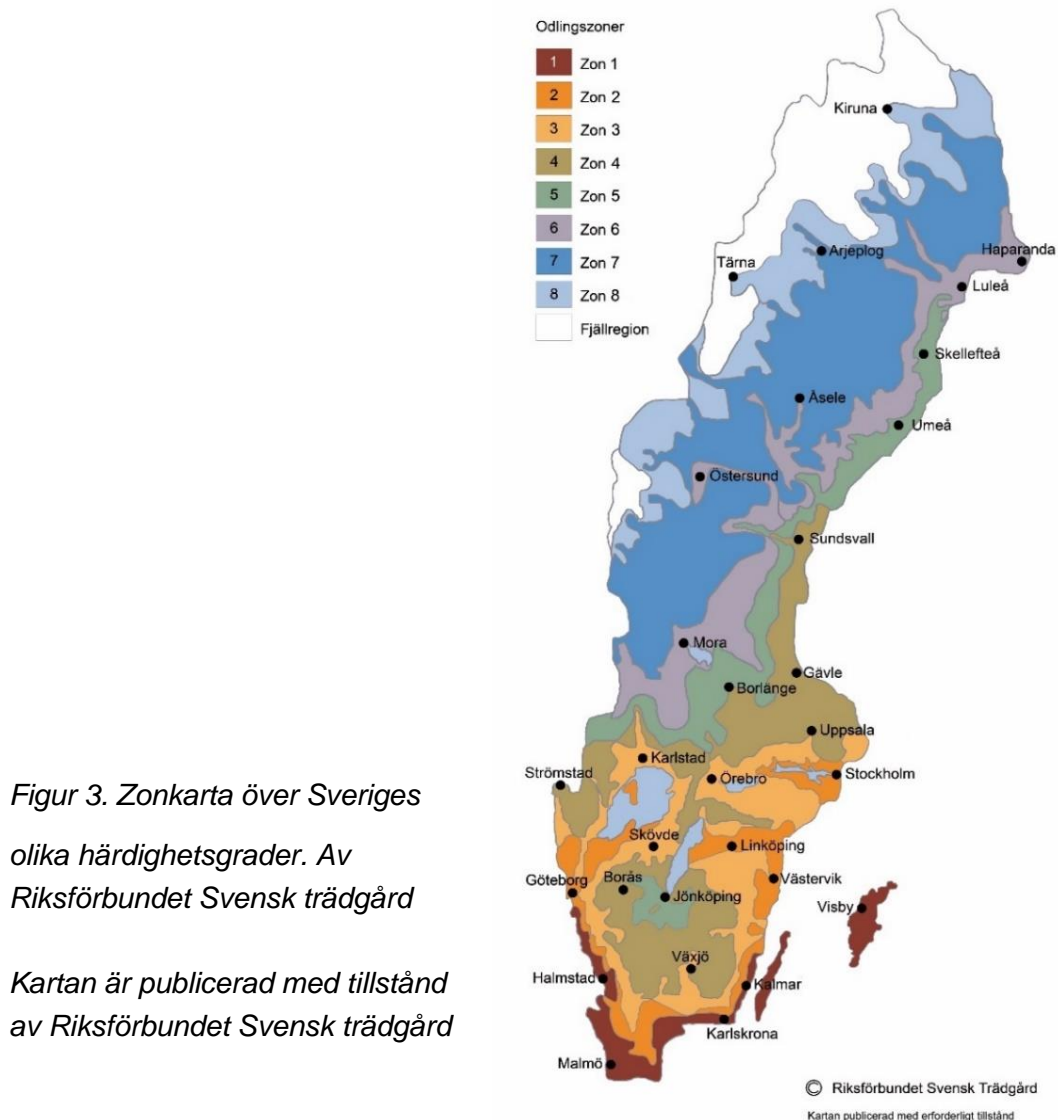 Odlingszoner
1 Zon 1
2 Zon 2
3 Zon 3
4 Zon 4
5 Zon 5
6 Zon 6
7 Zon 7
8 Zon 8
Fjällregion
Kiruna
Arjeplog
Haparanda
Tärna
Luleå
Skellefteå
Åsele
Umeå
Östersund
Sundsvall
Mora
Gävle
Borlänge
Uppsala
Karlstad
Strömstad
Örebro
Stockholm
Skövde
Linköping
Borås
Västervik
Göteborg
Jönköping
Visby
Växjö
Halmstad
Kalmar
Karlskrona
Malmö
Figur 3. Zonkarta över Sveriges
olika härdighetsgrader. Av
Riksförbundet Svensk trädgård
Kartan är publicerad med tillstånd
av Riksförbundet Svensk trädgård
© Riksförbundet Svensk Trädgård
Kartan publicerad med erforderligt tillstånd